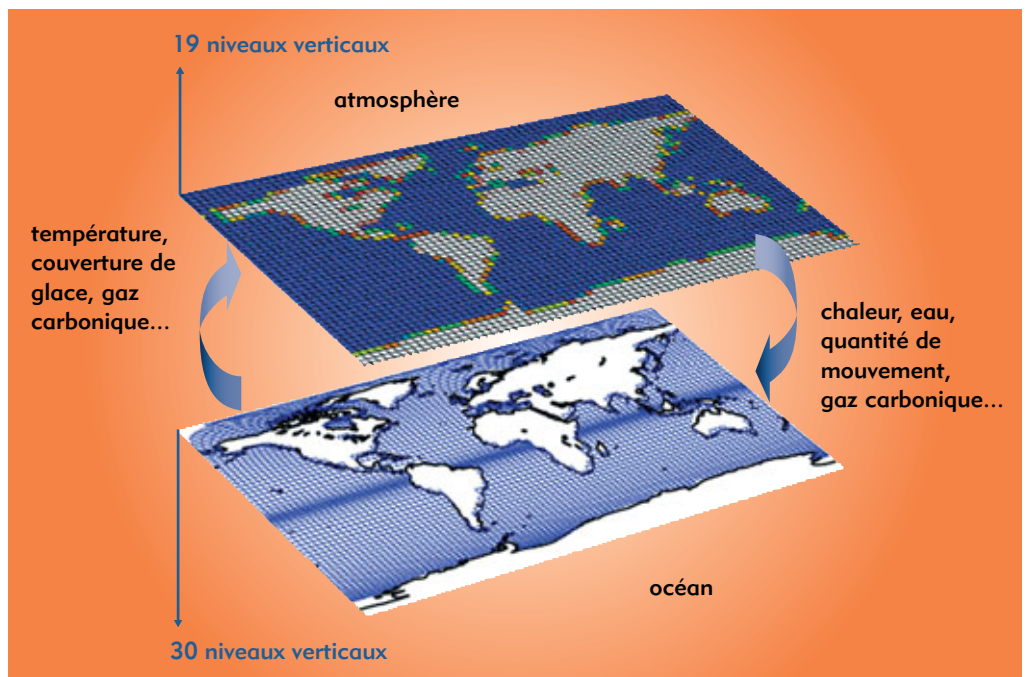 19 niveaux verticaux
atmosphère
température,
couverture de
glace, gaz
carbonique...
chaleur, eau,
quantité de
mouvement,
gaz carbonique...
océan
30 niveaux verticaux